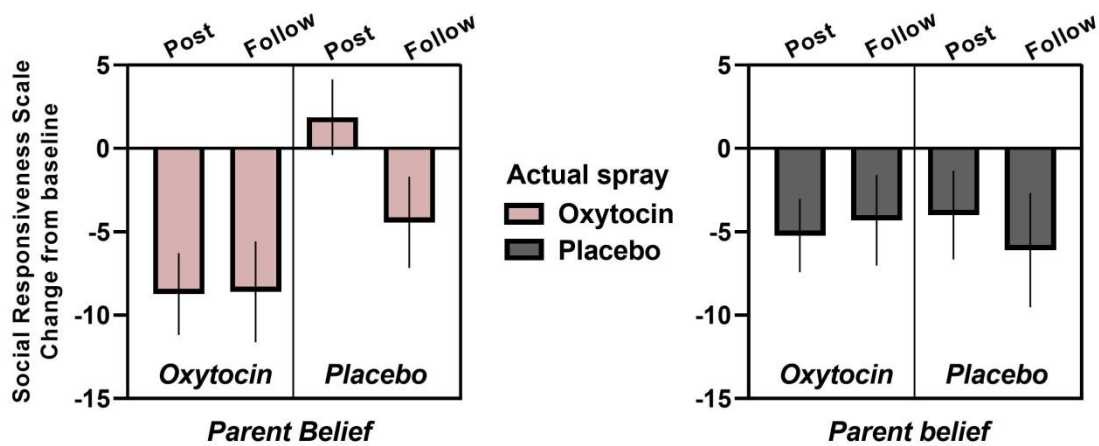 Post Follow Post Follow
Social Responsiveness Scale
Change from baseline
5
0
-5
-10
-15
Oxytocin Placebo
Parent Belief
Actual spray
Oxytocin
Placebo
Post Follow Post Follow
5
0
-5
-10
-15
Oxytocin Placebo
Parent belief